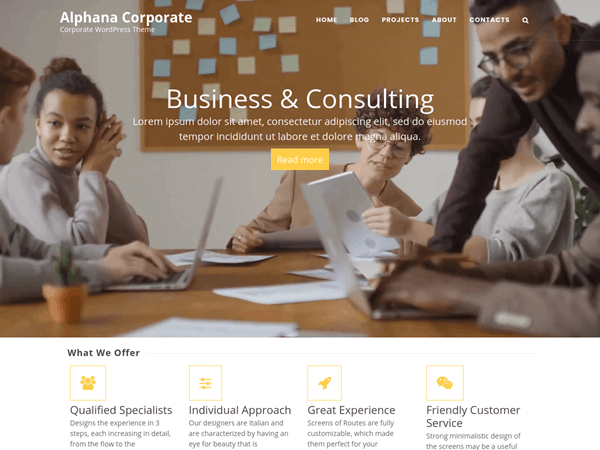 Alphana Corporate
Corporate WordPress Theme
HOME BLOG PROJECTS ABOUT CONTACTS
Business & Consulting
Lorem ipsum dolor sit amet, consectetur adipiscing elit, sed do eiusmod
tempor incididunt ut labore et dolore magna aliqua.
Read more
What We Offer
Qualified Specialists
Designs the experience in 3
steps, each increasing in detail,
from the flow to the
Individual Approach
Our designers are Italian and
are characterized by having an
eye for beauty that is
Great Experience
Screens of Routes are fully
customizable, which made
them perfect for your
Friendly Customer
Service
Strong minimalistic design of
the screens may be a useful